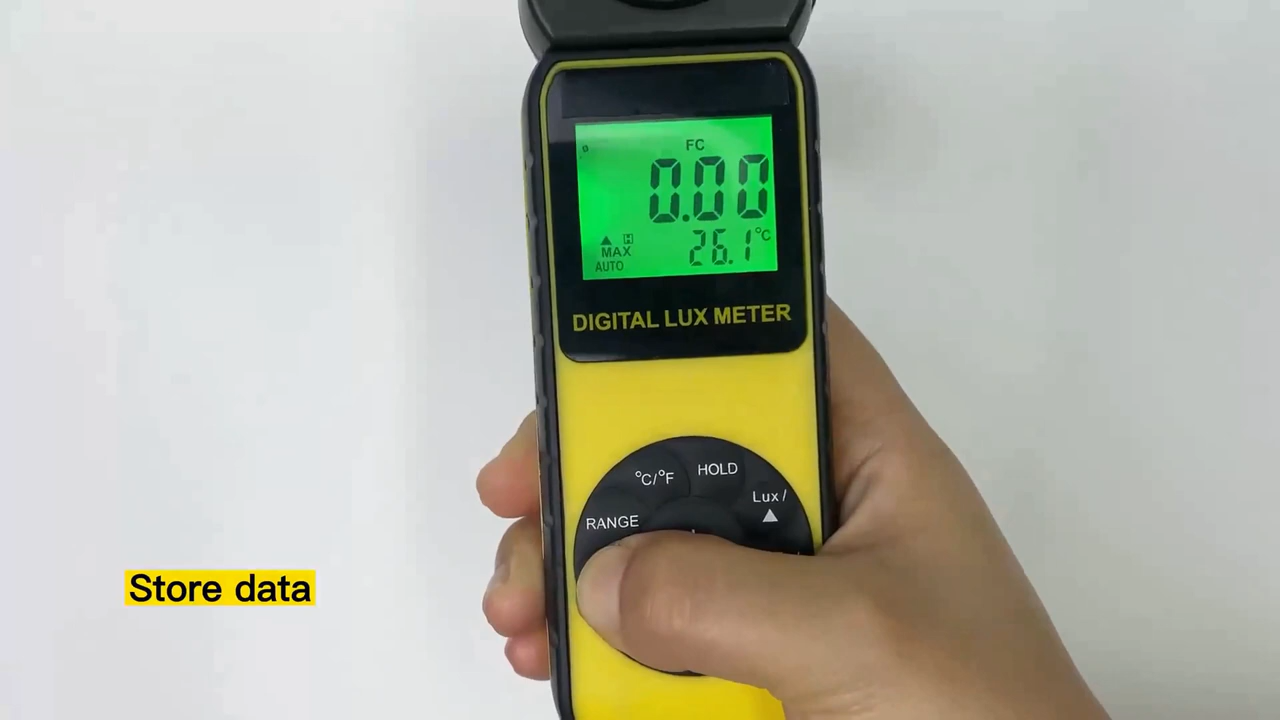 FC
0.00
26.1°C
▲ H
MAX
AUTO
DIGITAL LUX METER
°C/°F
HOLD
Lux/
▲
RANGE
Store data